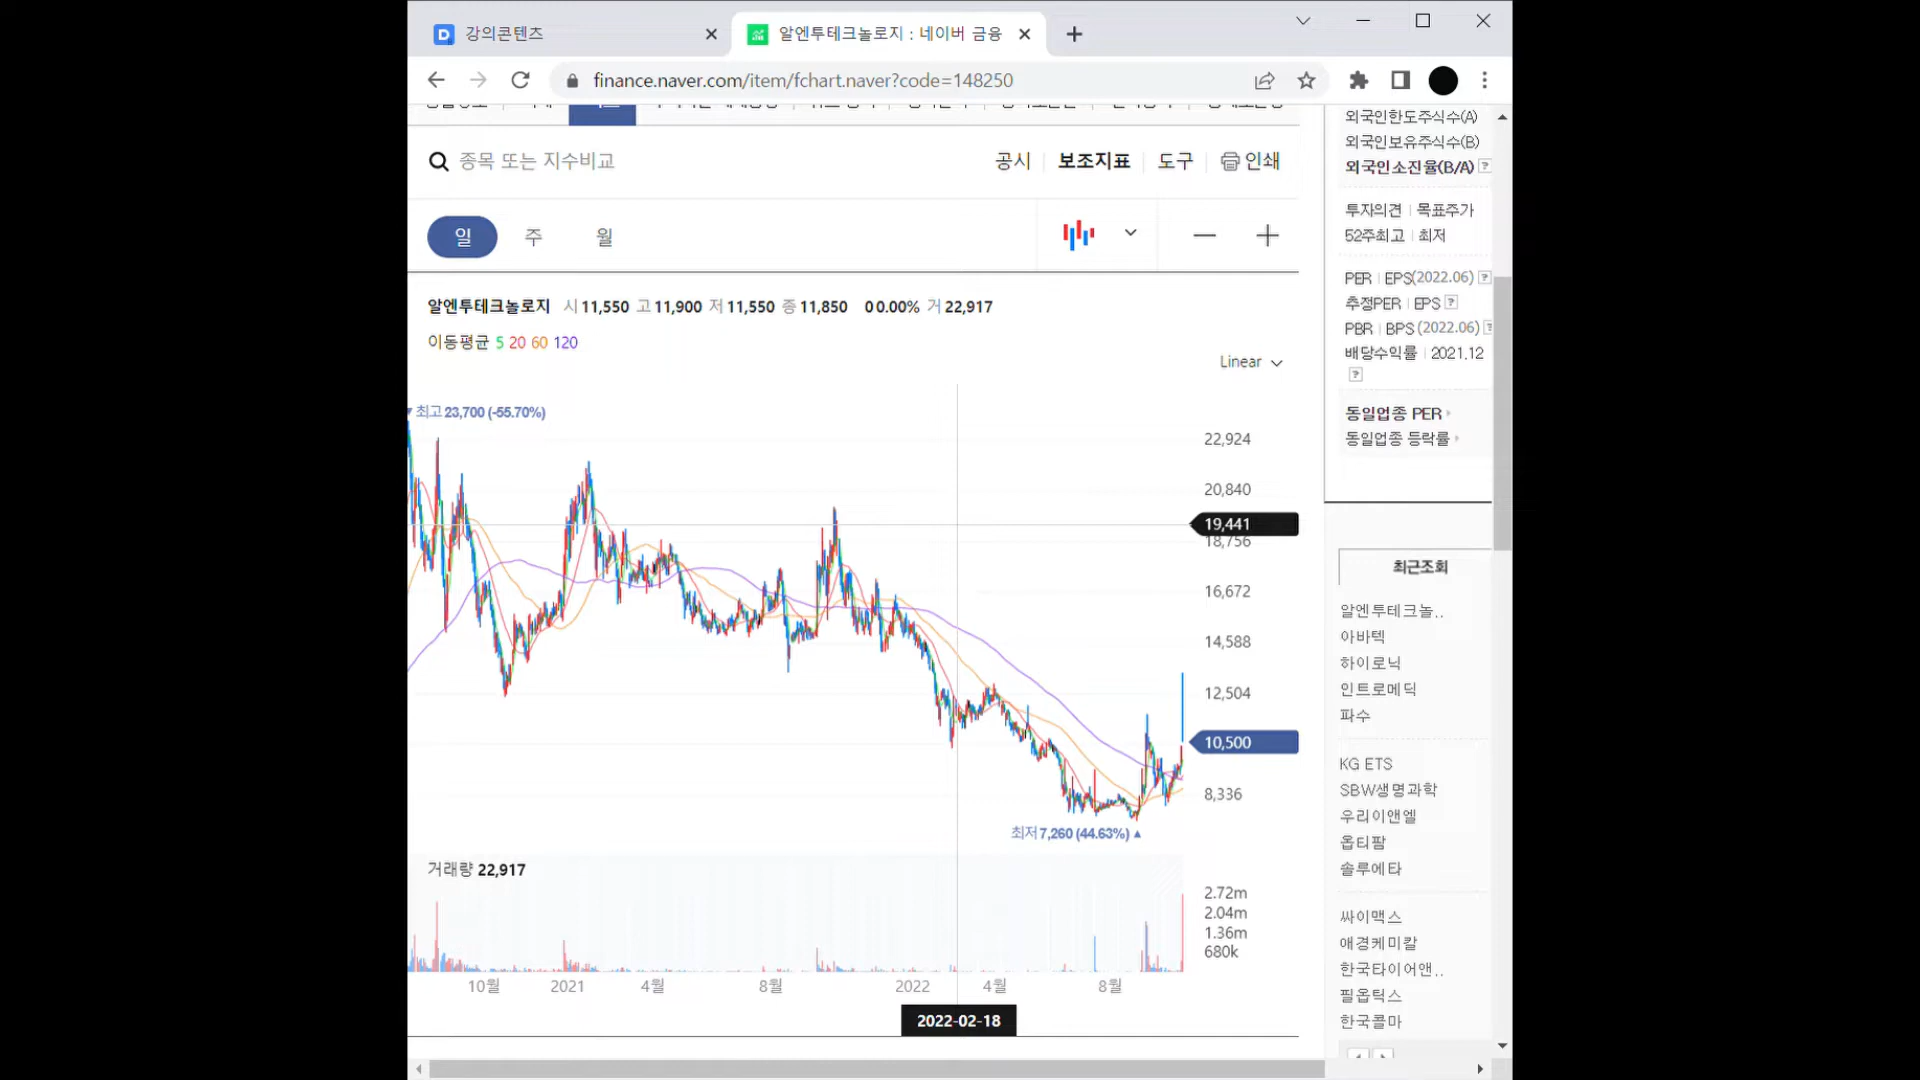 강의콘텐츠
알엔투테크놀로지 : 네이버 금융
finance.naver.com/item/fchart.naver?code=148250
종목 또는 지수비교
공시
보조지표
도구
인쇄
일
주
월
알엔투테크놀로지 시 11,550 고 11,900 저 11,550 종 11,850 0 0.00% 거 22,917
이동평균 5 20 60 120
Linear
최고 23,700 (-55.70%)
22,924
20,840
19,441
18,756
16,672
14,588
12,504
10,500
8,336
최저 7,260 (44.63%)
거래량 22,917
2.72m
2.04m
1.36m
680k
10월
2021
4월
8월
2022
4월
8월
2022-02-18
외국인한도주식수(A)
외국인보유주식수(B)
외국인소진율(B/A)
투자의견 | 목표주가
52주최고 | 최저
PER | EPS(2022.06)
추정PER | EPS
PBR | BPS (2022.06)
배당수익률 | 2021.12
동일업종 PER
동일업종 등락률
최근조회
알엔투테크놀..
아바텍
하이로닉
인트로메딕
파수
KG ETS
SBW생명과학
우리이앤엘
옵티팜
솔루에타
싸이맥스
애경케미칼
한국타이어앤..
필옵틱스
한국콜마